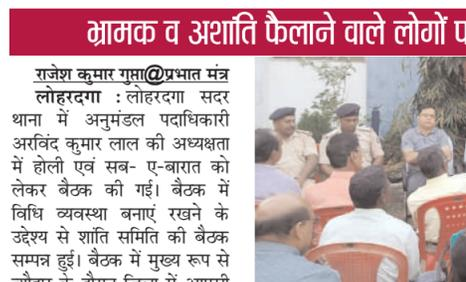 भ्रामक व अशांति फैलाने वाले लोगों
राजेश कुमार गुप्ता@प्रभात मंत्र
लोहरदगा : लोहरदगा सदर
थाना में अनुमंडल पदाधिकारी
अरविंद कुमार लाल की अध्यक्षता
में होली एवं सब- ए-बारात को
लेकर बैठक की गई। बैठक में
विधि व्यवस्था बनाएं रखने के
उद्देश्य से शांति समिति की बैठक
सम्पन्न हुई। बैठक में मुख्य रूप से